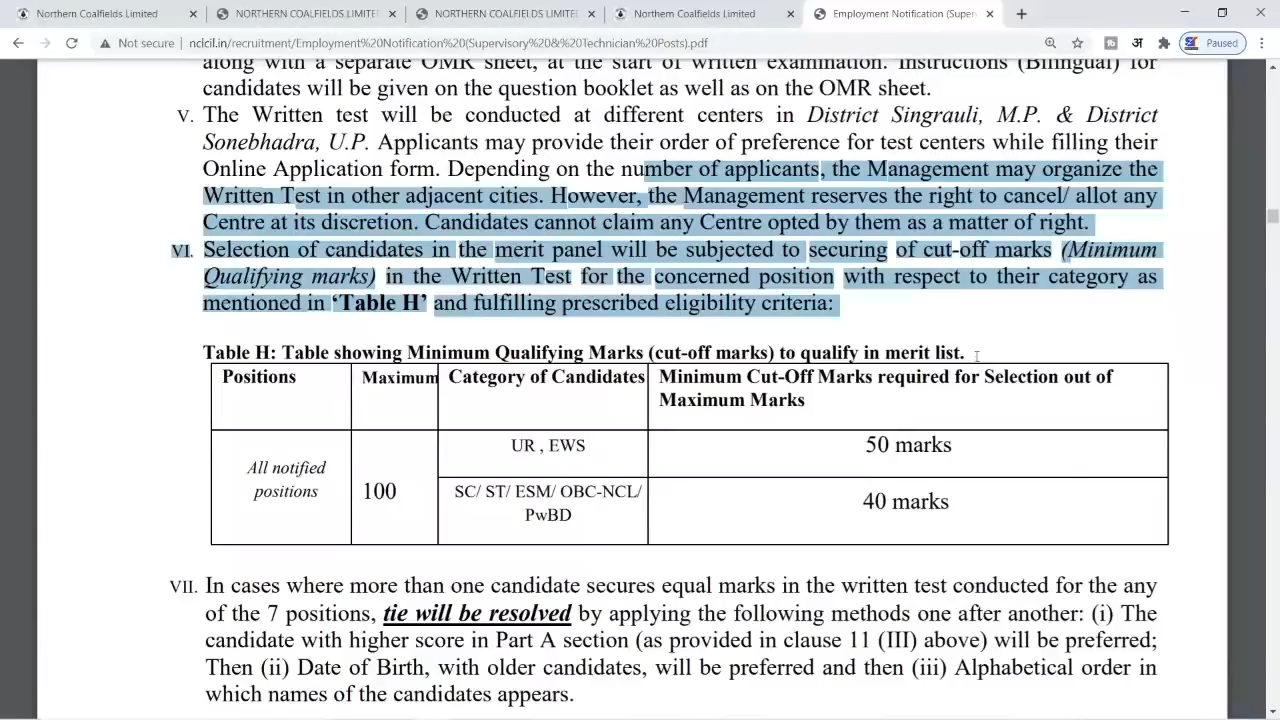 Northern Coalfields Limited
NORTHERN COALFIELDS LIMITE
NORTHERN COALFIELDS LIMITE
Northern Coalfields Limited
Employment Notification (Super
Not secure | nclcil.in/recruitment/Employment%20Notification%20(Supervisory%20&%20Technician%20Posts).pdf
अ
Paused
along with a separate OMR sheet, at the start of written examination. Instructions (Bilingual) for
candidates will be given on the question booklet as well as on the OMR sheet.
V. The Written test will be conducted at different centers in District Singrauli, M.P. & District
Sonebhadra, U.P. Applicants may provide their order of preference for test centers while filling their
Online Application form. Depending on the number of applicants, the Management may organize the
Written Test in other adjacent cities. However, the Management reserves the right to cancel/ allot any
Centre at its discretion. Candidates cannot claim any Centre opted by them as a matter of right.
VI. Selection of candidates in the merit panel will be subjected to securing of cut-off marks (Minimum
Qualifying marks) in the Written Test for the concerned position with respect to their category as
mentioned in ‘Table H’ and fulfilling prescribed eligibility criteria:
Table H: Table showing Minimum Qualifying Marks (cut-off marks) to qualify in merit list.
Positions Maximum Category of Candidates Minimum Cut-Off Marks required for Selection out of
Maximum Marks
All notified
positions
100
UR , EWS
50 marks
SC/ ST/ ESM/ OBC-NCL/
PwBD
40 marks
VII. In cases where more than one candidate secures equal marks in the written test conducted for the any
of the 7 positions, tie will be resolved by applying the following methods one after another: (i) The
candidate with higher score in Part A section (as provided in clause 11 (III) above) will be preferred;
Then (ii) Date of Birth, with older candidates, will be preferred and then (iii) Alphabetical order in
which names of the candidates appears.